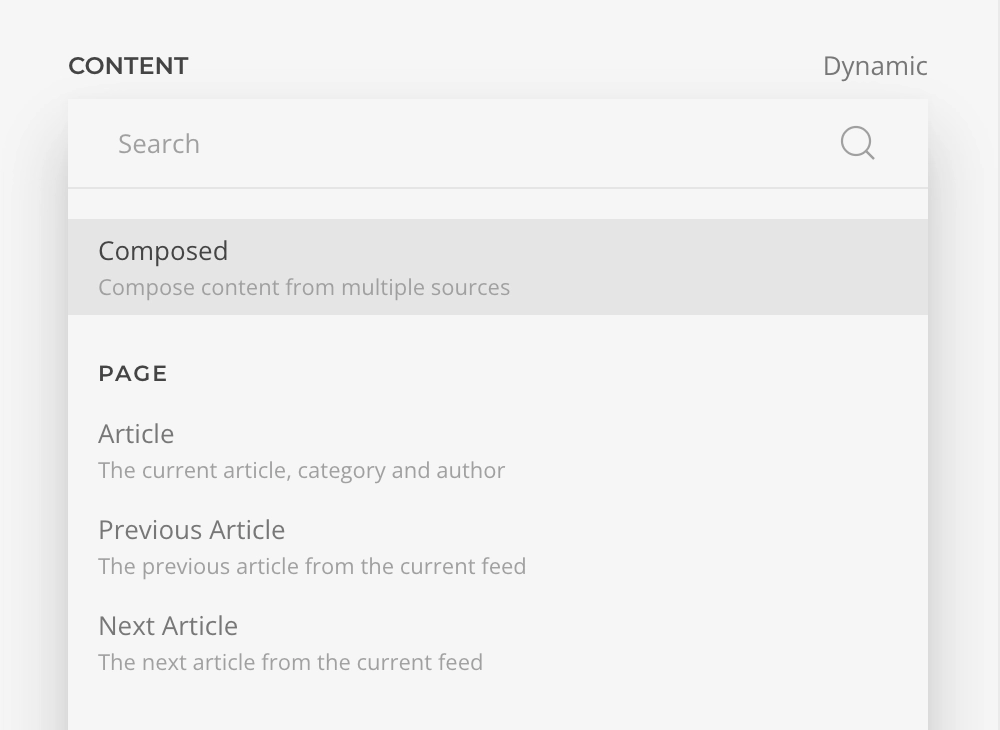 CONTENT
Dynamic
Search
Composed
Compose content from multiple sources
PAGE
Article
The current article, category and author
Previous Article
The previous article from the current feed
Next Article
The next article from the current feed